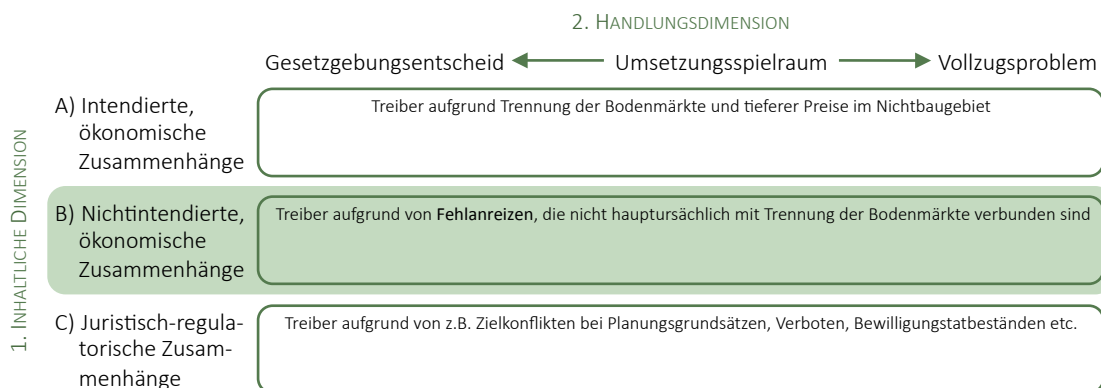 2. HANDLUNGSDIMENSION
Gesetzgebungsentscheid Umsetzungsspielraum Vollzugsproblem
1. INHALTLICHE DIMENSION
A) Intendierte,
ökonomische
Zusammenhänge
Treiber aufgrund Trennung der Bodenmärkte und tieferer Preise im Nichtbaugebiet
B) Nichtintendierte,
ökonomische
Zusammenhänge
Treiber aufgrund von Fehlanreizen, die nicht hauptursächlich mit Trennung der Bodenmärkte verbunden sind
C) Juristisch-regula-
torische Zusam-
menhänge
Treiber aufgrund von z.B. Zielkonflikten bei Planungsgrundsätzen, Verboten, Bewilligungstatbeständen etc.